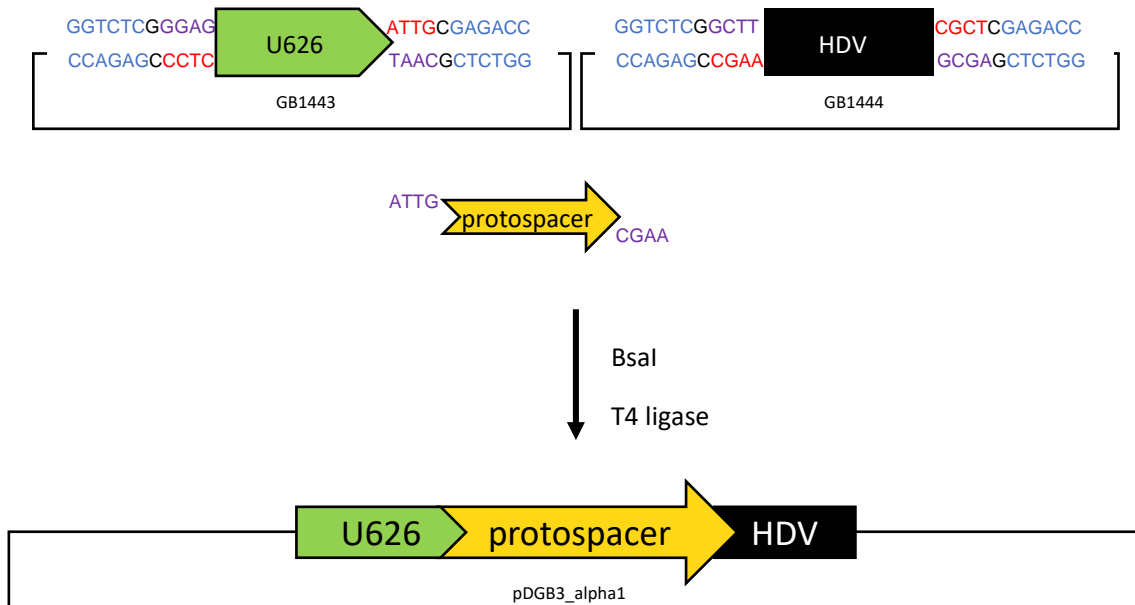 GGTCTCGGGAG ATTGCGAGACC GGTCTCGGCTT CGCTCGAGACC
U626 HDV
CCAGAGCCCTC TAACGCTCTGG CCAGAGCCGAA GCGAGCTCTGG
GB1443 GB1444
ATTG
protospacer
CGAA
BsaI
T4 ligase
U626 protospacer HDV
pDGB3_alpha1